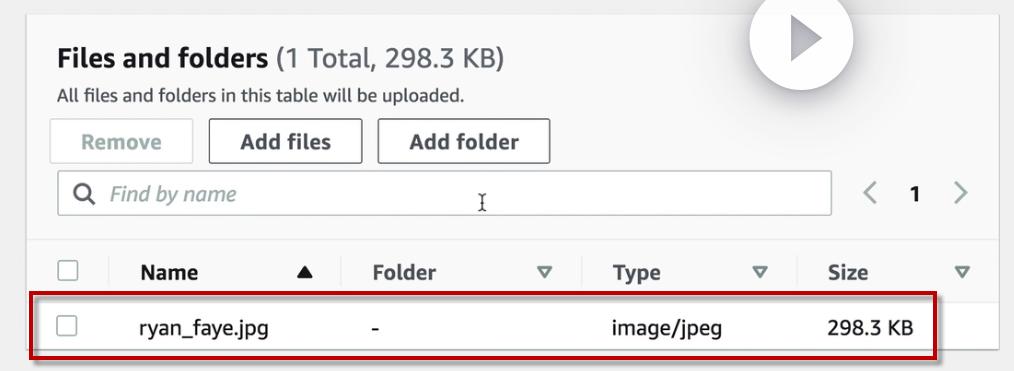 Files and folders (1 Total, 298.3 KB)
All files and folders in this table will be uploaded.
Remove Add files Add folder
Find by name 1
Name Folder Type Size
ryan_faye.jpg - image/jpeg 298.3 KB